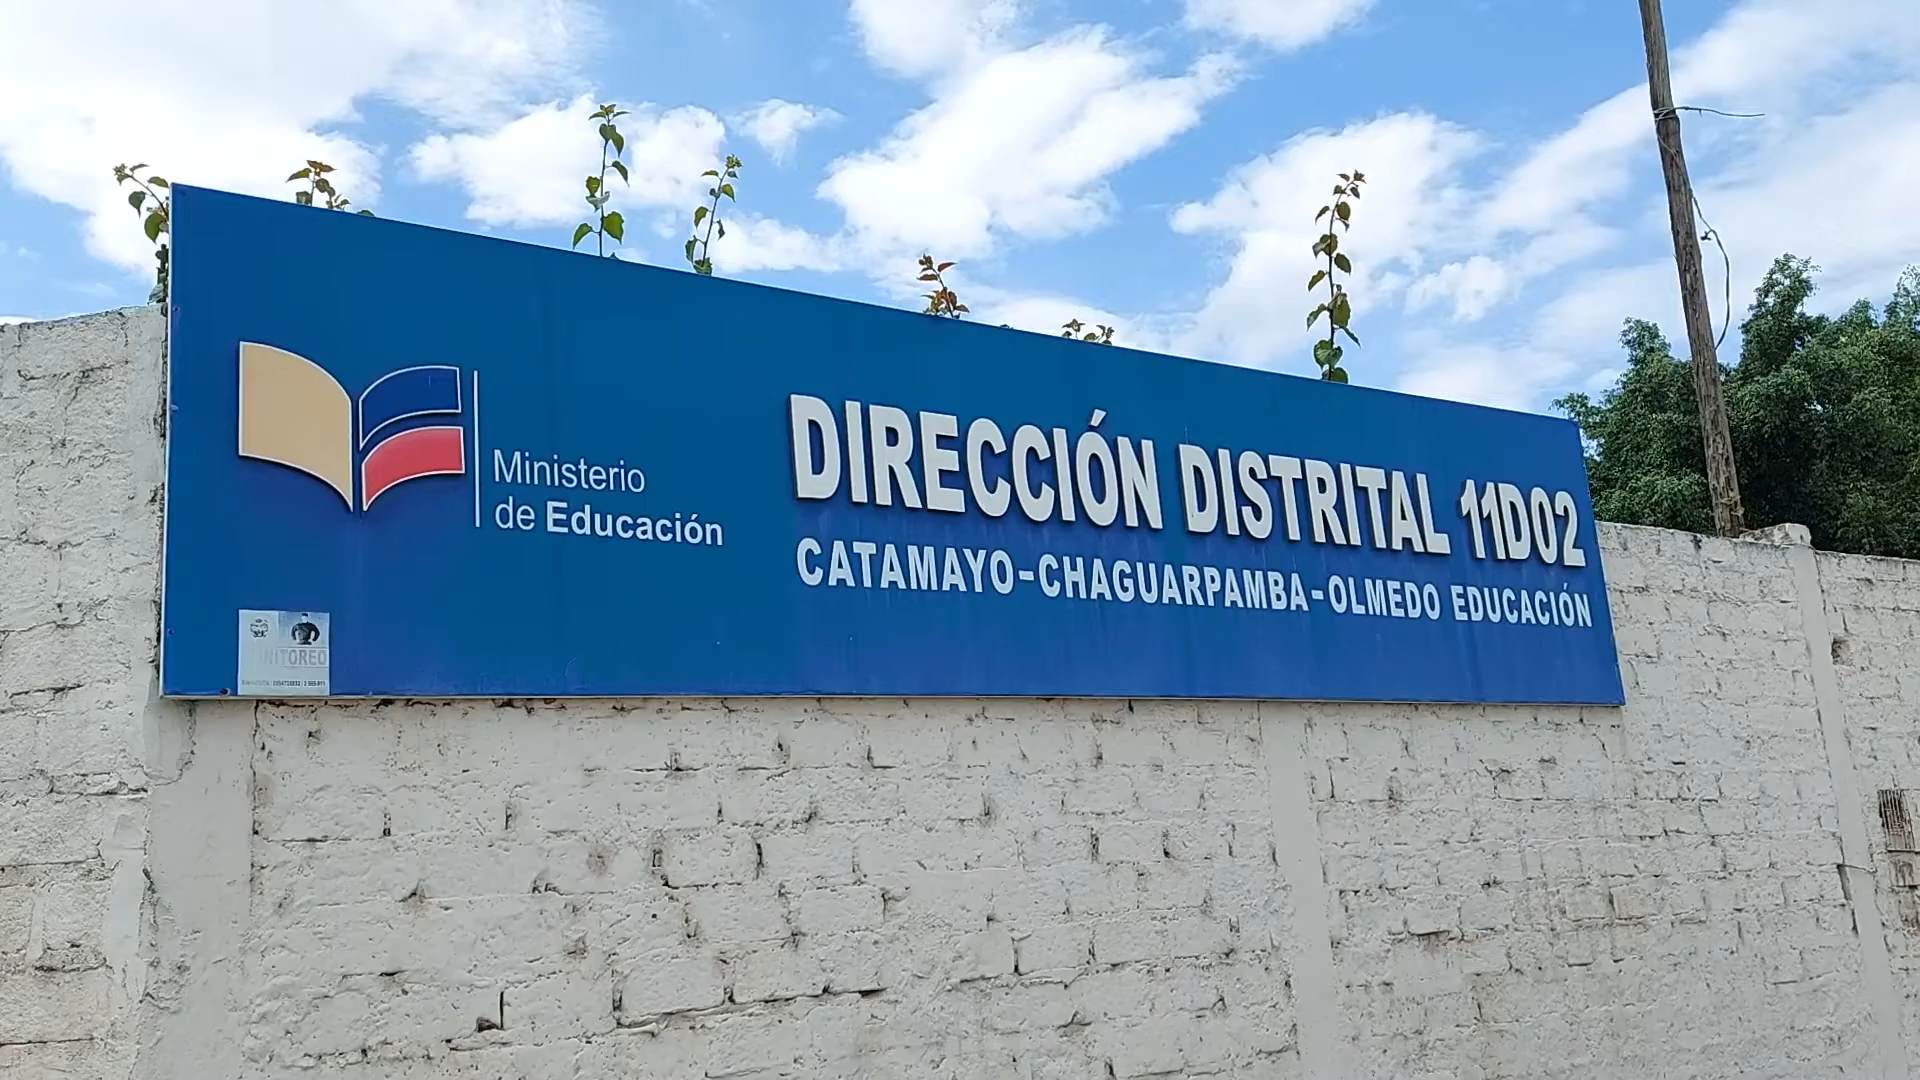 Ministerio
de Educación
DIRECCIÓN DISTRITAL 11D02
CATAMAYO-CHAGUARPAMBA-OLMEDO EDUCACIÓN